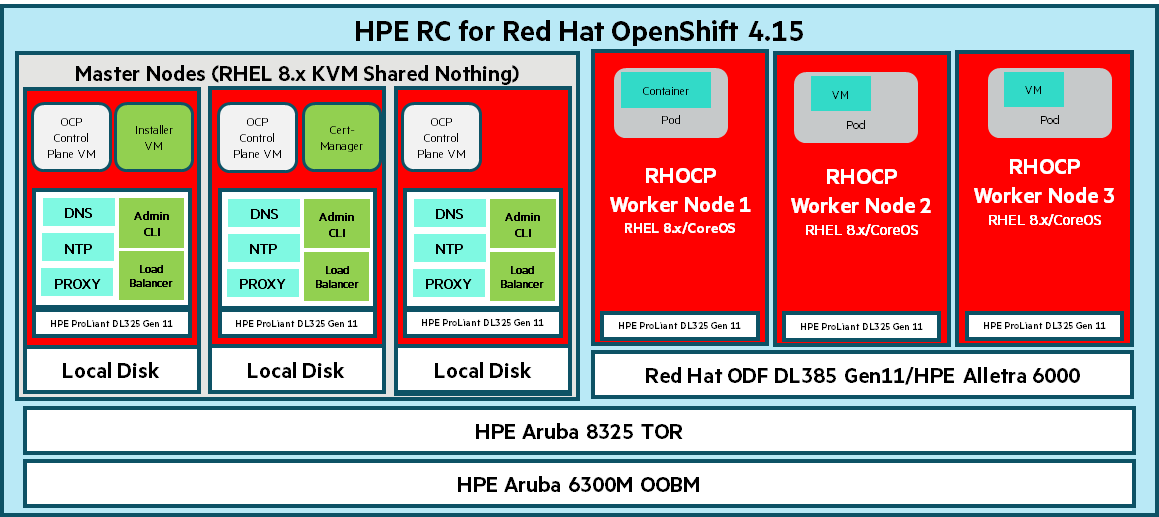 HPE RC for Red Hat OpenShift 4.15
Master Nodes (RHEL 8.x KVM Shared Nothing)
OCP
Control
Plane VM
Installer
VM
DNS
NTP
PROXY
Admin
CLI
Load
Balancer
HPE ProLiant DL325 Gen 11
Local Disk
OCP
Control
Plane VM
Cert-
Manager
DNS
NTP
PROXY
Admin
CLI
Load
Balancer
HPE ProLiant DL325 Gen 11
Local Disk
OCP
Control
Plane VM
DNS
NTP
PROXY
Admin
CLI
Load
Balancer
HPE ProLiant DL325 Gen 11
Local Disk
Container
Pod
RHOCP
Worker Node 1
RHEL 8.x/CoreOS
HPE ProLiant DL325 Gen 11
VM
Pod
RHOCP
Worker Node 2
RHEL 8.x/CoreOS
HPE ProLiant DL325 Gen 11
VM
Pod
RHOCP
Worker Node 3
RHEL 8.x/CoreOS
HPE ProLiant DL325 Gen 11
Red Hat ODF DL385 Gen11/HPE Alletra 6000
HPE Aruba 8325 TOR
HPE Aruba 6300M OOBM